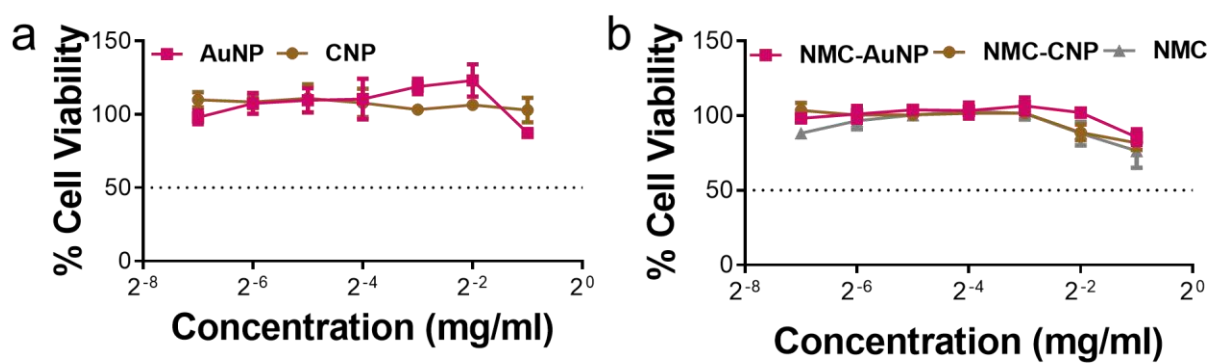 a
150
AuNP CNP
100
50
0
% Cell Viability
2-8 2-6 2-4 2-2 20
Concentration (mg/ml)
b
150
NMC-AuNP NMC-CNP NMC
100
50
0
% Cell Viability
2-8 2-6 2-4 2-2 20
Concentration (mg/ml)